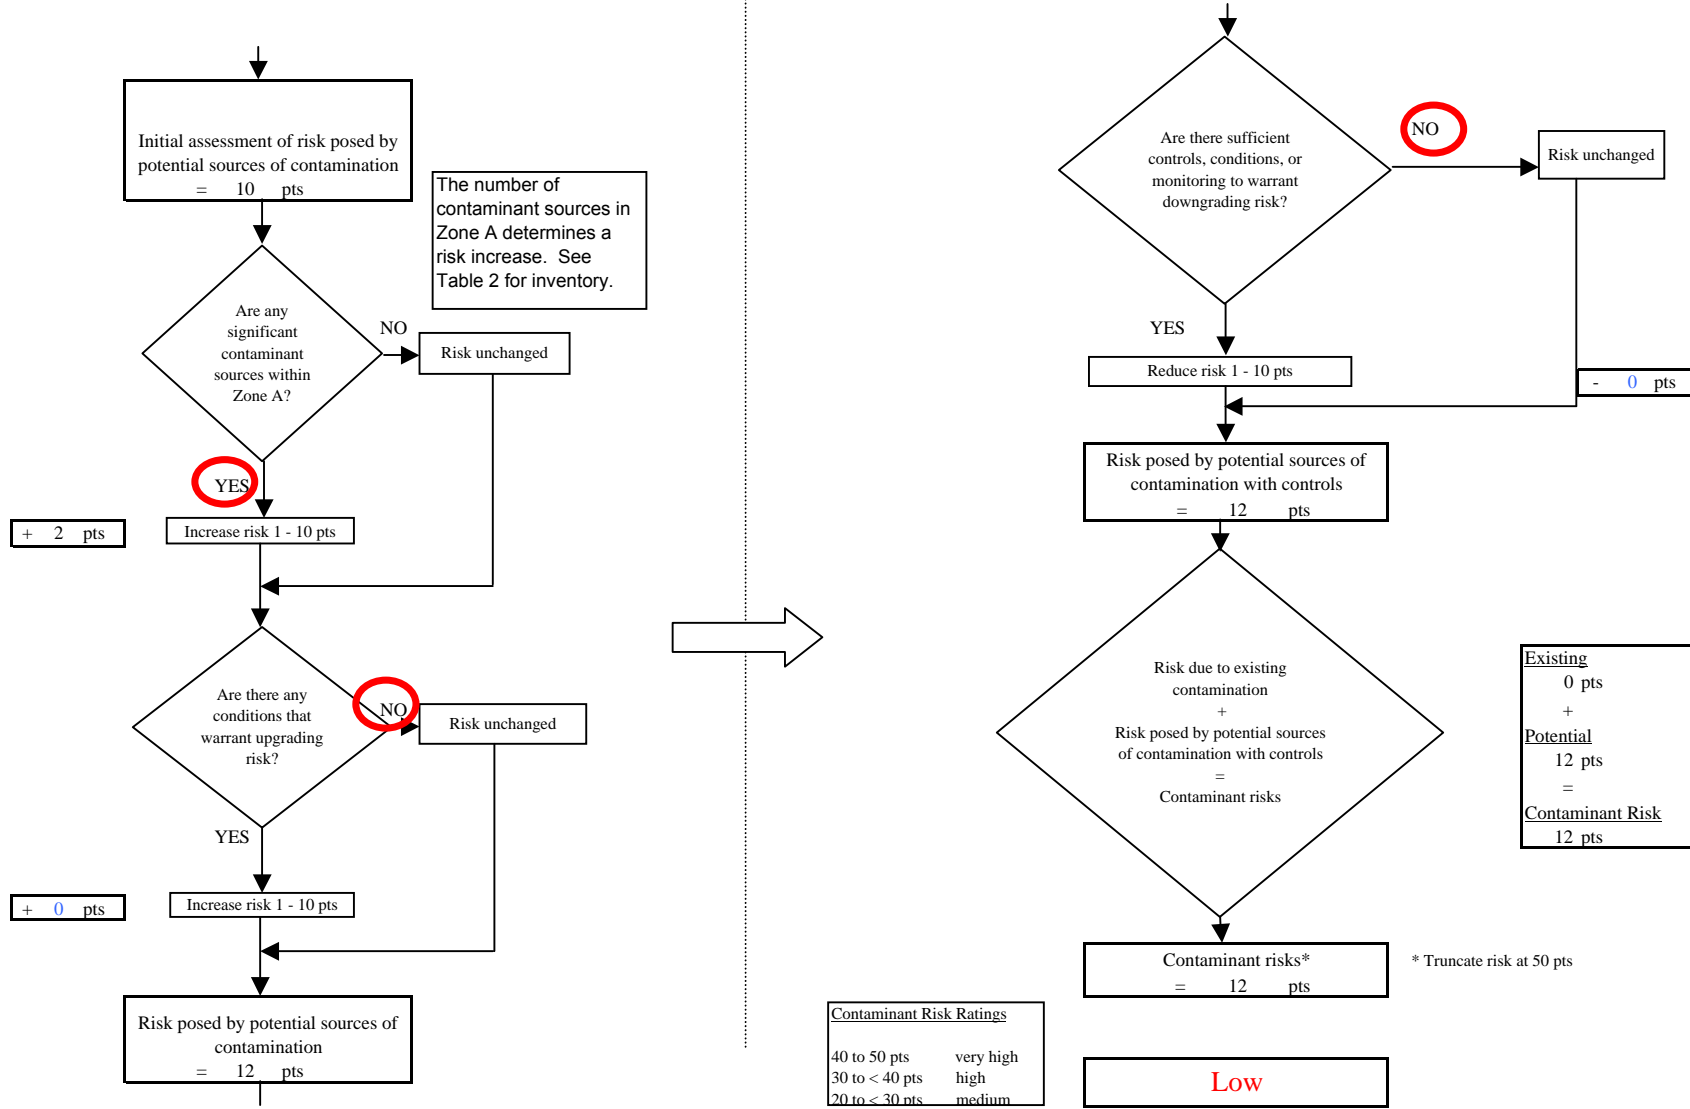 Initial assessment of risk posed by
potential sources of contamination
= 10 pts
The number of
contaminant sources in
Zone A determines a
risk increase. See
Table 2 for inventory.
Are any
significant
contaminant
sources within
Zone A?
NO
Risk unchanged
YES
+ 2 pts
Increase risk 1 - 10 pts
Are there any
conditions that
warrant upgrading
risk?
NO
Risk unchanged
YES
+ 0 pts
Increase risk 1 - 10 pts
Risk posed by potential sources of
contamination
= 12 pts
Are there sufficient
controls, conditions, or
monitoring to warrant
downgrading risk?
NO
Risk unchanged
YES
Reduce risk 1 - 10 pts
- 0 pts
Risk posed by potential sources of
contamination with controls
= 12 pts
Risk due to existing
contamination
+
Risk posed by potential sources
of contamination with controls
=
Contaminant risks
Existing
0 pts
+
Potential
12 pts
=
Contaminant Risk
12 pts
Contaminant risks*
= 12 pts
* Truncate risk at 50 pts
Contaminant Risk Ratings
40 to 50 pts very high
30 to < 40 pts high
20 to < 30 pts medium
Low